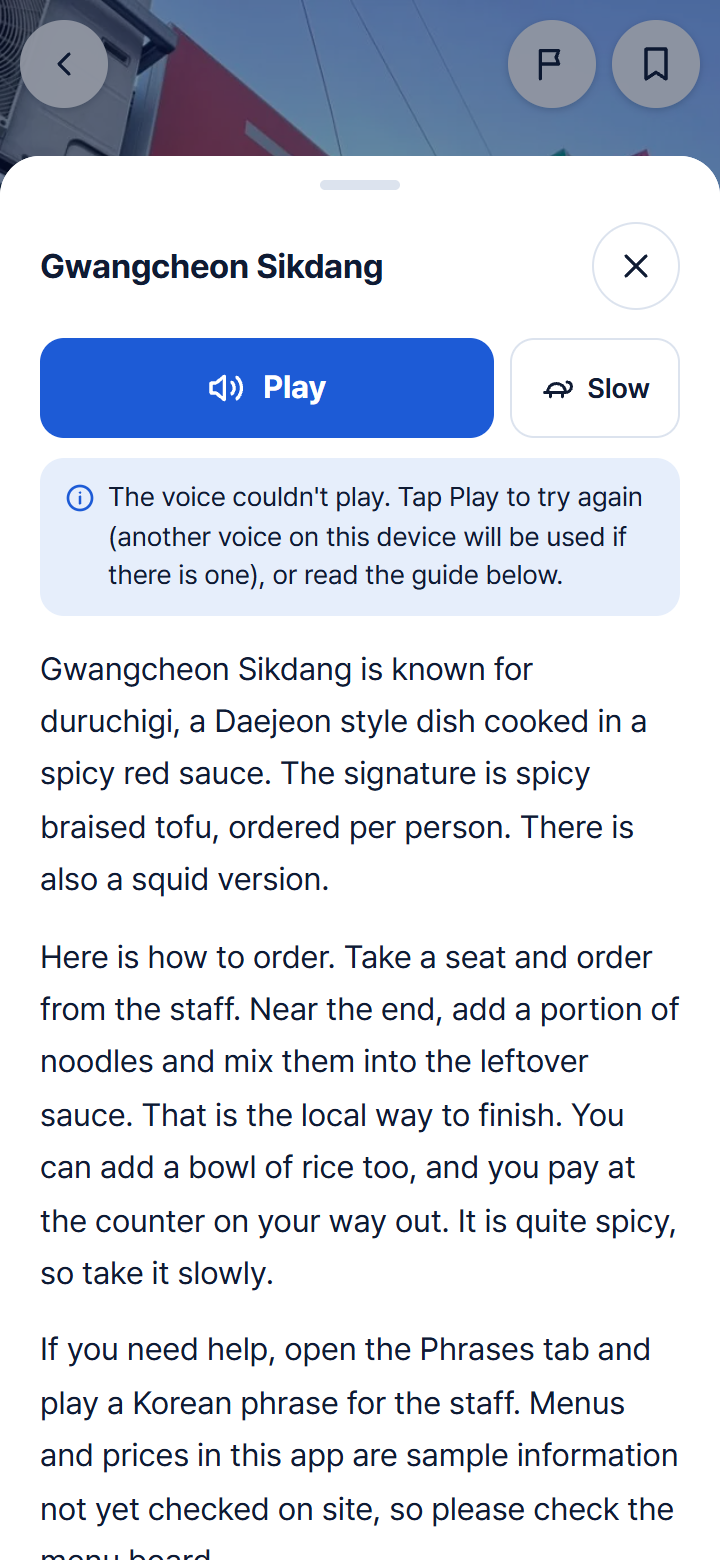 Gwangcheon Sikdang
Play
Slow
The voice couldn't play. Tap Play to try again
(another voice on this device will be used if
there is one), or read the guide below.
Gwangcheon Sikdang is known for
duruchigi, a Daejeon style dish cooked in a
spicy red sauce. The signature is spicy
braised tofu, ordered per person. There is
also a squid version.
Here is how to order. Take a seat and order
from the staff. Near the end, add a portion of
noodles and mix them into the leftover
sauce. That is the local way to finish. You
can add a bowl of rice too, and you pay at
the counter on your way out. It is quite spicy,
so take it slowly.
If you need help, open the Phrases tab and
play a Korean phrase for the staff. Menus
and prices in this app are sample information
not yet checked on site, so please check the
menu board.